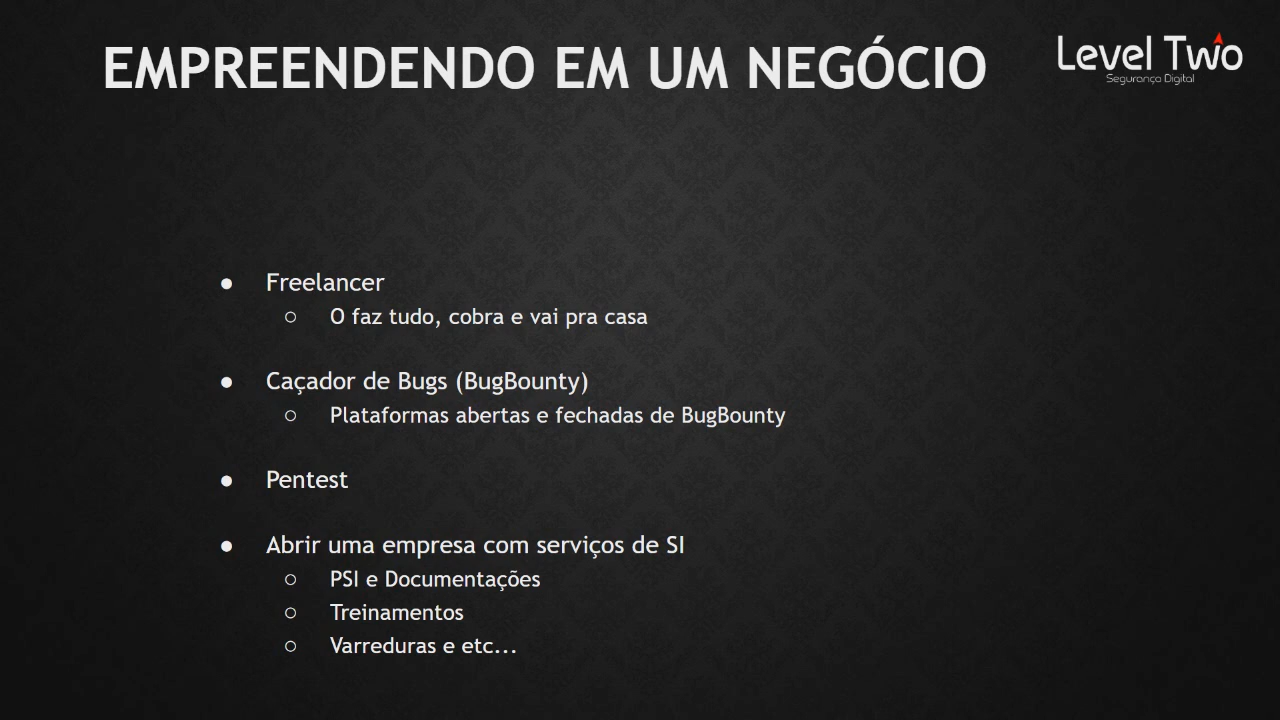 EMPREENDENDO EM UM NEGÓCIO
Level Two
Segurança Digital
● Freelancer
○ O faz tudo, cobra e vai pra casa
● Caçador de Bugs (BugBounty)
○ Plataformas abertas e fechadas de BugBounty
● Pentest
● Abrir uma empresa com serviços de SI
○ PSI e Documentações
○ Treinamentos
○ Varreduras e etc...